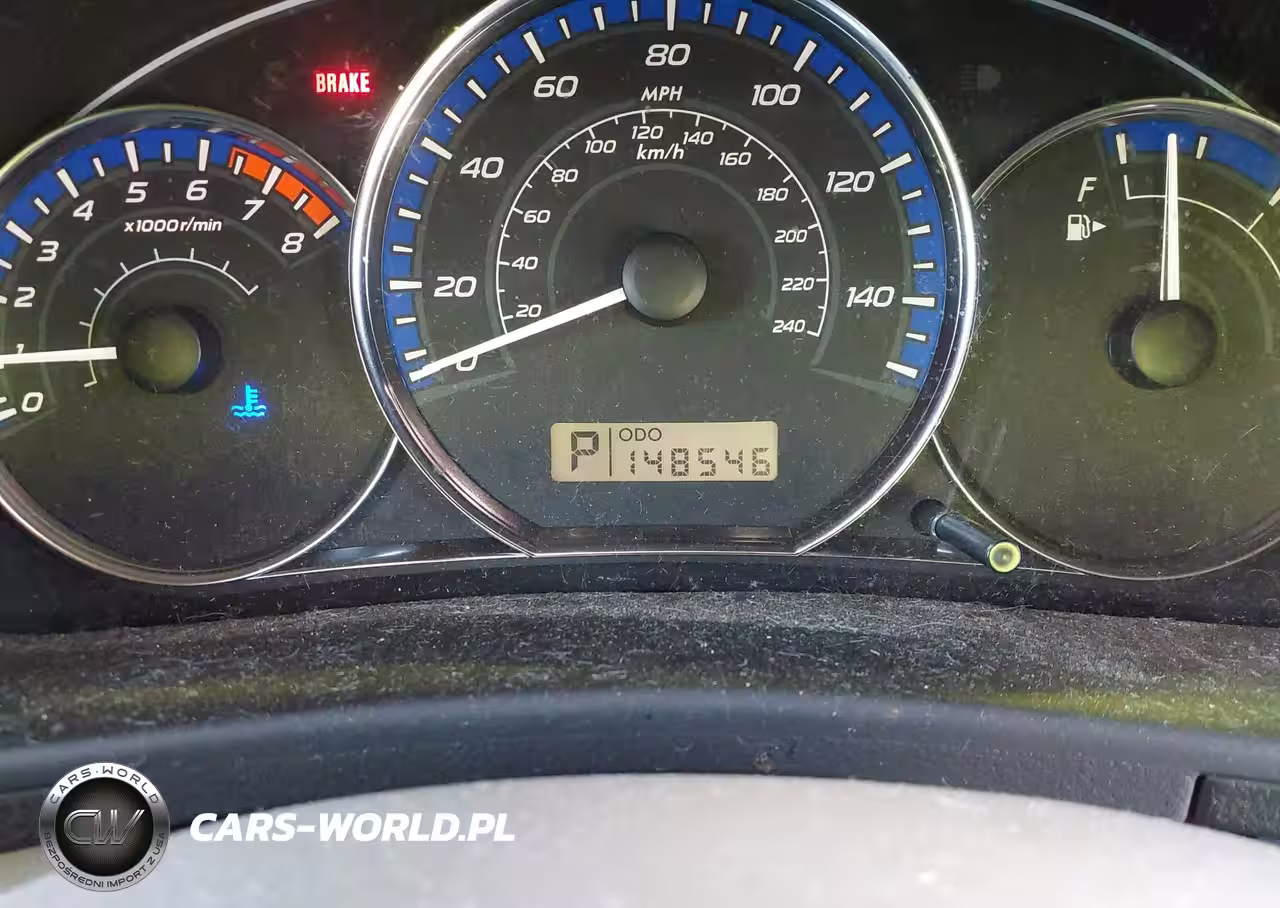 BRAKE
0
1
2
3
4
5
6
7
8
x1000r/min
0
20
40
60
80
100
120
140
MPH
20
40
60
80
100
120
140
160
180
200
220
240
km/h
F
P
ODO
148546
CARS-WORLD
CW
BEZPOŚREDNI IMPORT Z USA
CARS-WORLD.PL